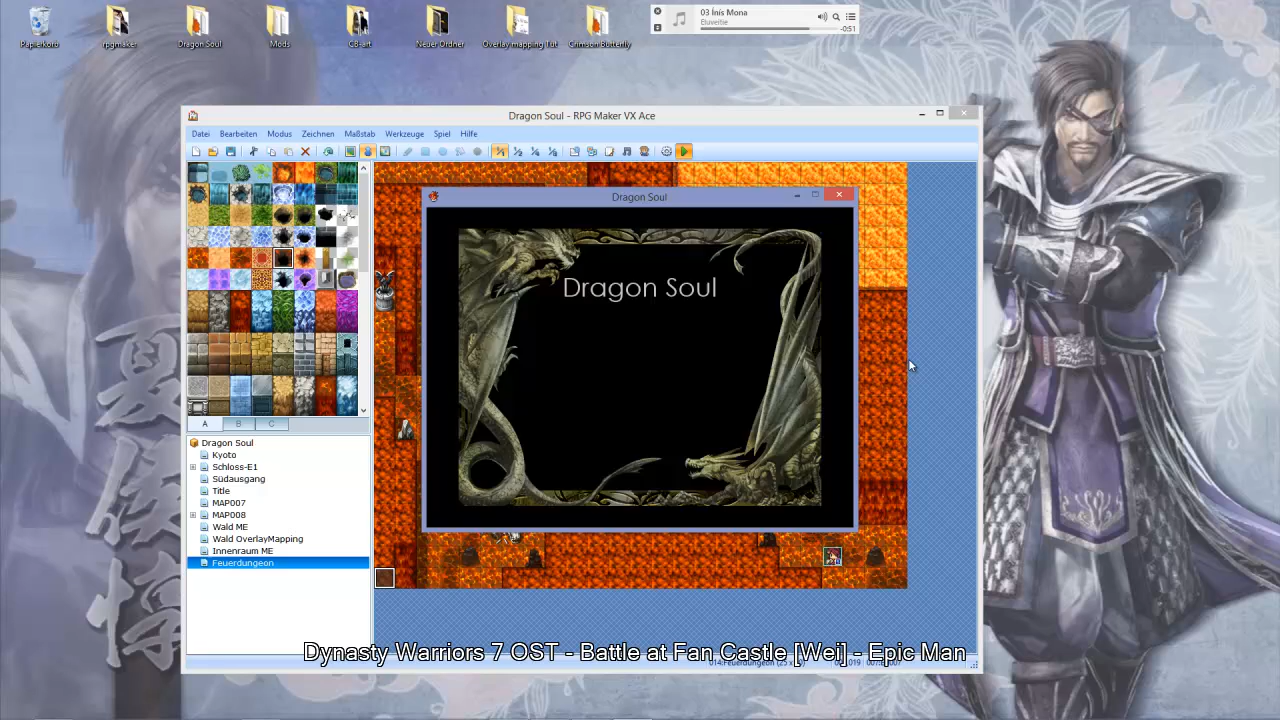 Papierkorb
rpgmaker
Dragon Soul
Mods
CB-art
Neuer Ordner
Overlay mapping Tut
Crimson Butterfly
03 Inis Mona
Eluveitie
-0:51
Dragon Soul - RPG Maker VX Ace
Datei Bearbeiten Modus Zeichnen Maßstab Werkzeuge Spiel Hilfe
Dragon Soul
Dragon Soul
A B C
Dragon Soul
Kyoto
Schloss-E1
Südausgang
Title
MAP007
MAP008
Wald ME
Wald OverlayMapping
Innenraum ME
Feuerdungeon
夏侯惇
Dynasty Warriors 7 OST - Battle at Fan Castle [Wei] - Epic Man